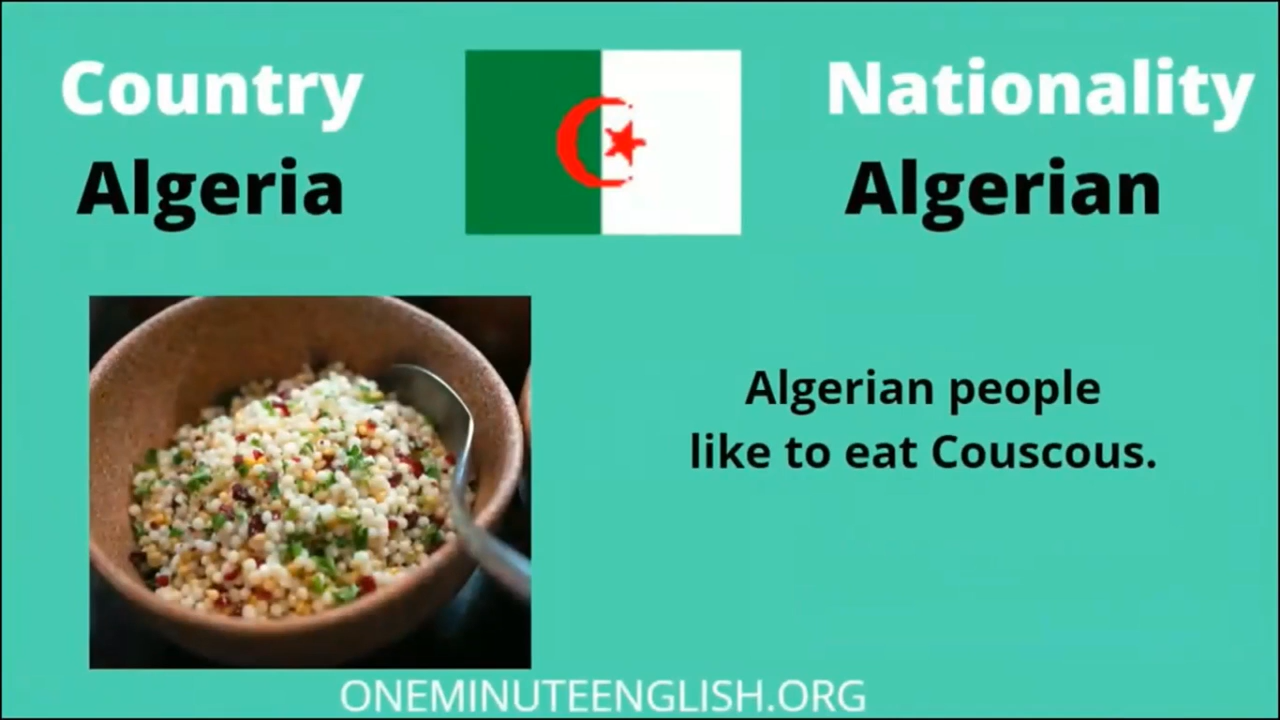 Country
Nationality
Algeria
Algerian
Algerian people
like to eat Couscous.
ONEMINUTEENGLISH.ORG